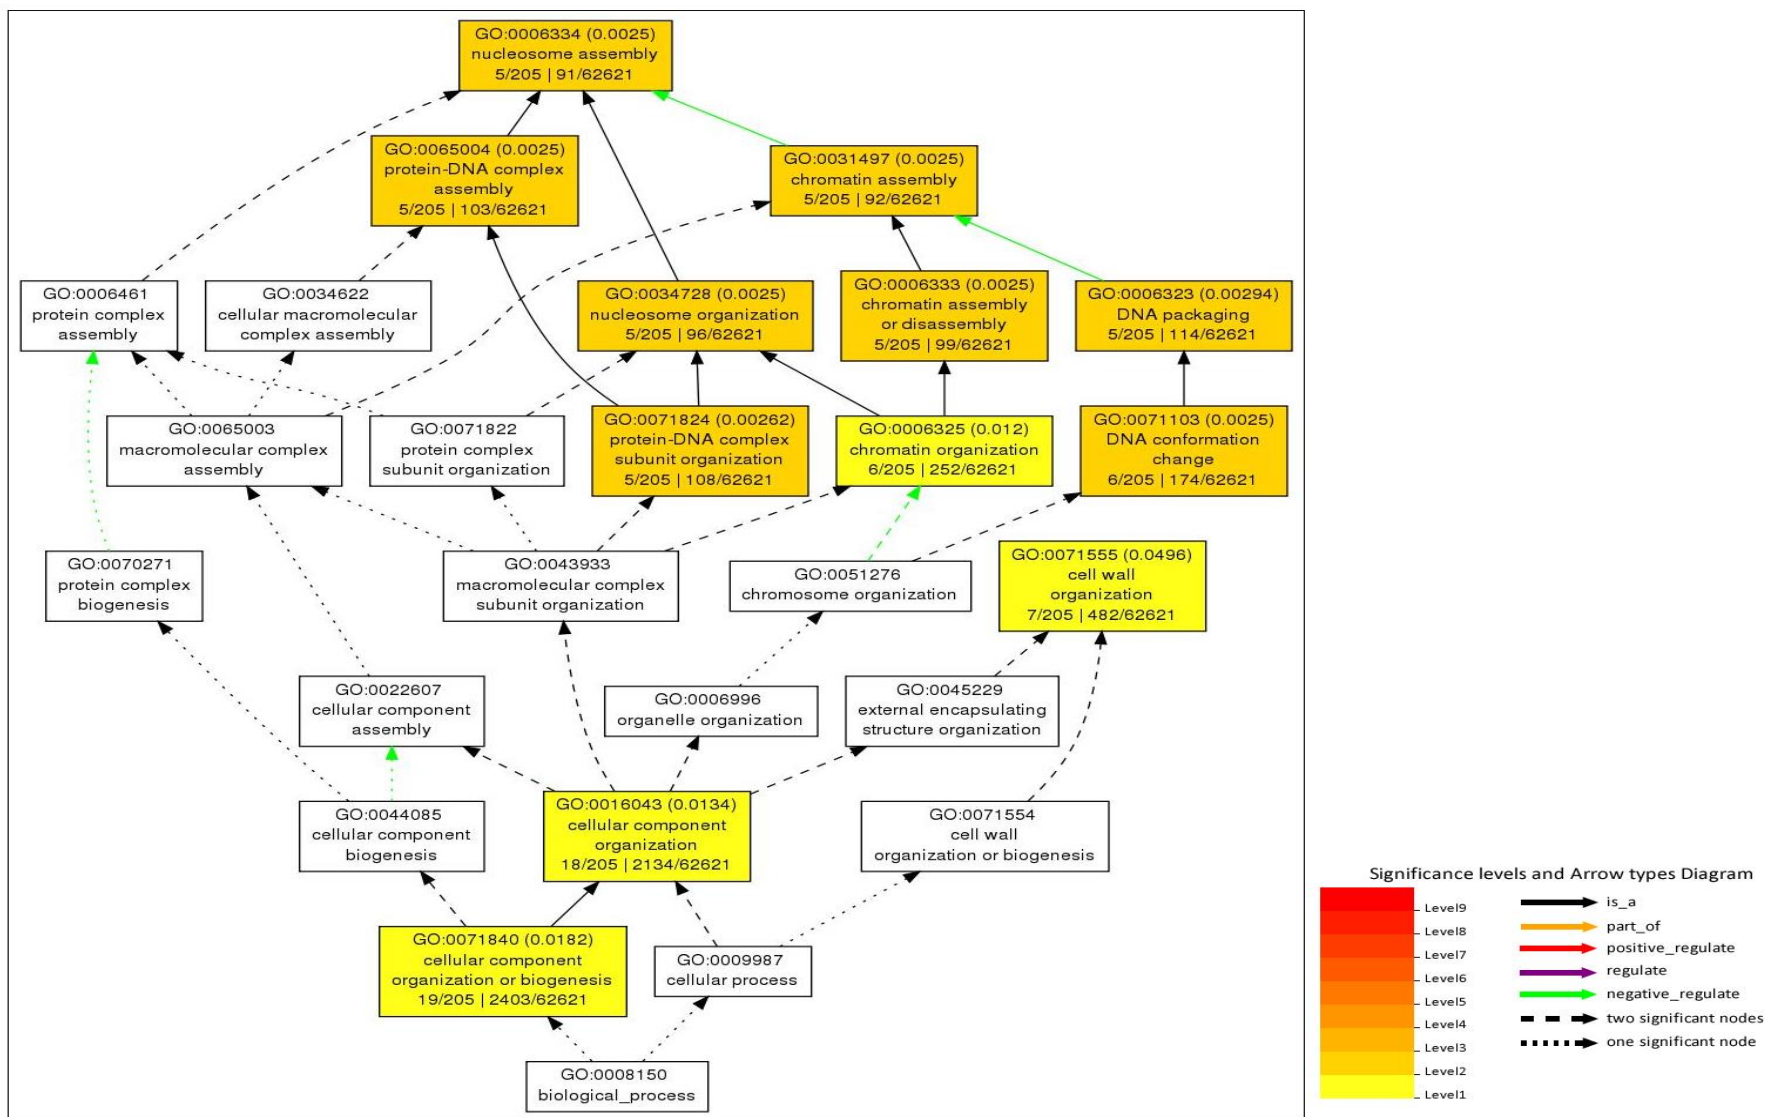 GO:0006334 (0.0025)
nucleosome assembly
5/205 | 91/62621
GO:0065004 (0.0025)
protein-DNA complex
assembly
5/205 | 103/62621
GO:0031497 (0.0025)
chromatin assembly
5/205 | 92/62621
GO:0006461
protein complex
assembly
GO:0034622
cellular macromolecular
complex assembly
GO:0034728 (0.0025)
nucleosome organization
5/205 | 96/62621
GO:0006333 (0.0025)
chromatin assembly
or disassembly
5/205 | 99/62621
GO:0006323 (0.00294)
DNA packaging
5/205 | 114/62621
GO:0065003
macromolecular complex
assembly
GO:0071822
protein complex
subunit organization
GO:0071824 (0.00262)
protein-DNA complex
subunit organization
5/205 | 108/62621
GO:0006325 (0.012)
chromatin organization
6/205 | 252/62621
GO:0071103 (0.0025)
DNA conformation
change
6/205 | 174/62621
GO:0070271
protein complex
biogenesis
GO:0043933
macromolecular complex
subunit organization
GO:0051276
chromosome organization
GO:0071555 (0.0496)
cell wall
organization
7/205 | 482/62621
GO:0022607
cellular component
assembly
GO:0006996
organelle organization
GO:0045229
external encapsulating
structure organization
GO:0044085
cellular component
biogenesis
GO:0016043 (0.0134)
cellular component
organization
18/205 | 2134/62621
GO:0071554
cell wall
organization or biogenesis
GO:0071840 (0.0182)
cellular component
organization or biogenesis
19/205 | 2403/62621
GO:0009987
cellular process
GO:0008150
biological_process
Significance levels and Arrow types Diagram
Level9
Level8
Level7
Level6
Level5
Level4
Level3
Level2
Level1
is_a
part_of
positive_regulate
regulate
negative_regulate
two significant nodes
one significant node